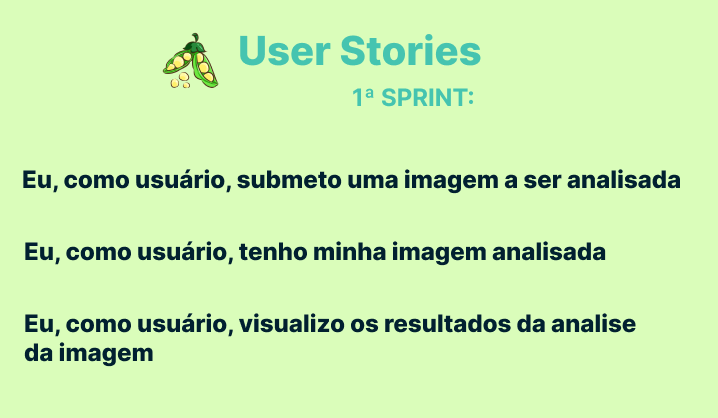 User Stories
1ª SPRINT:
Eu, como usuário, submeto uma imagem a ser analisada
Eu, como usuário, tenho minha imagem analisada
Eu, como usuário, visualizo os resultados da analise
da imagem